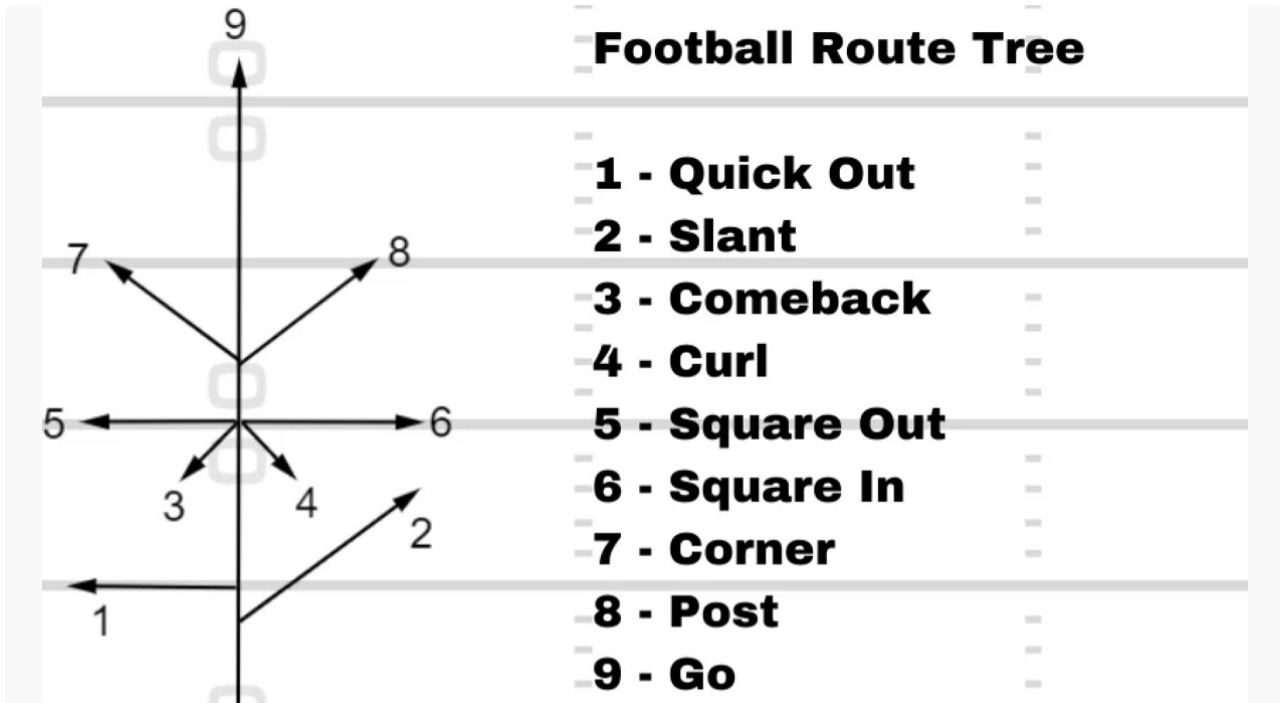 9
Football Route Tree
1 - Quick Out
2 - Slant
3 - Comeback
4 - Curl
5 - Square Out
6 - Square In
7 - Corner
8 - Post
9 - Go
7
8
5
6
3
4
2
1